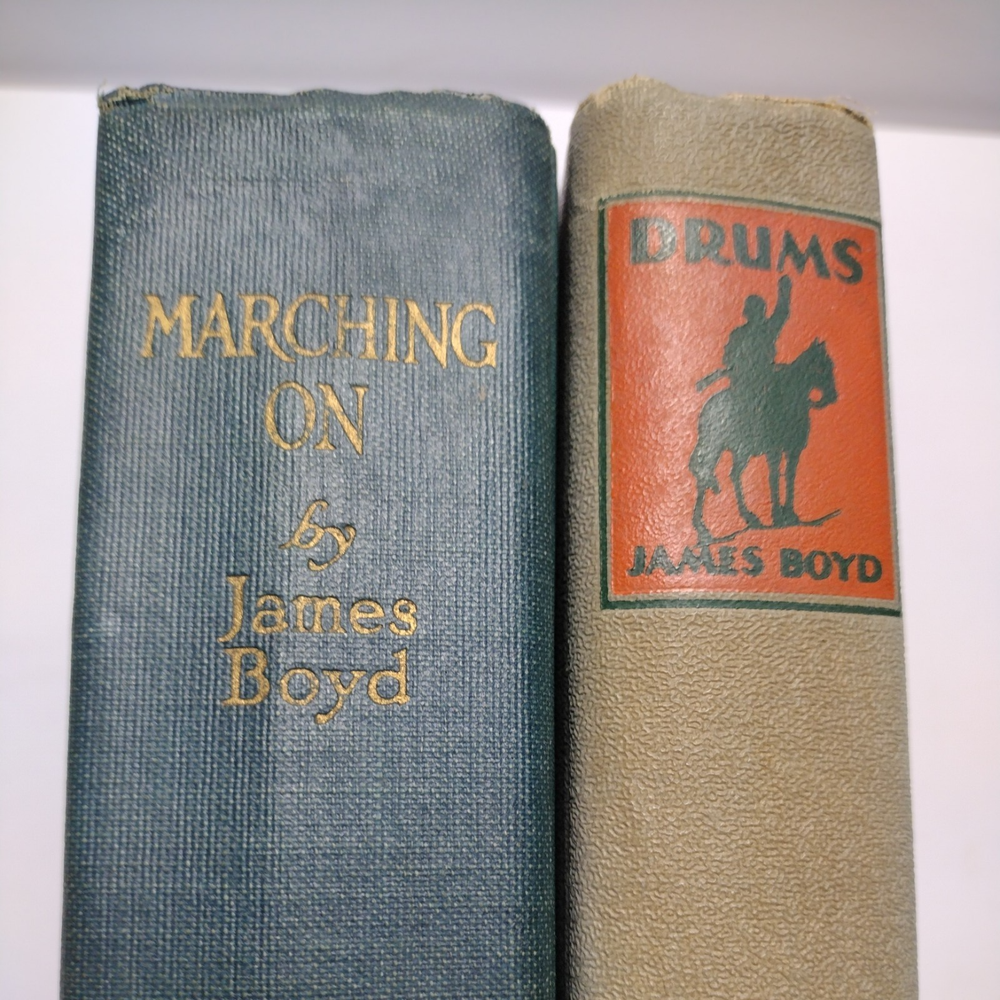 MARCHING
ON
by
James
Boyd
DRUMS
JAMES BOYD